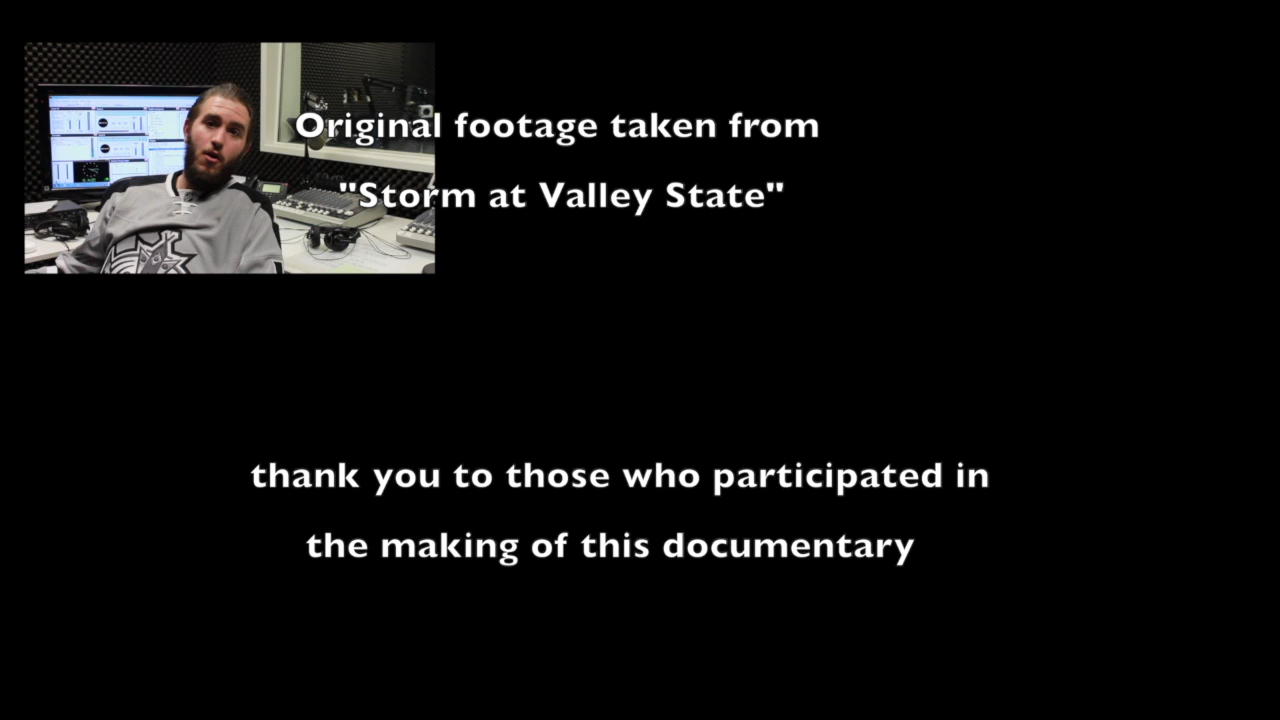 Original footage taken from
"Storm at Valley State"
thank you to those who participated in
the making of this documentary